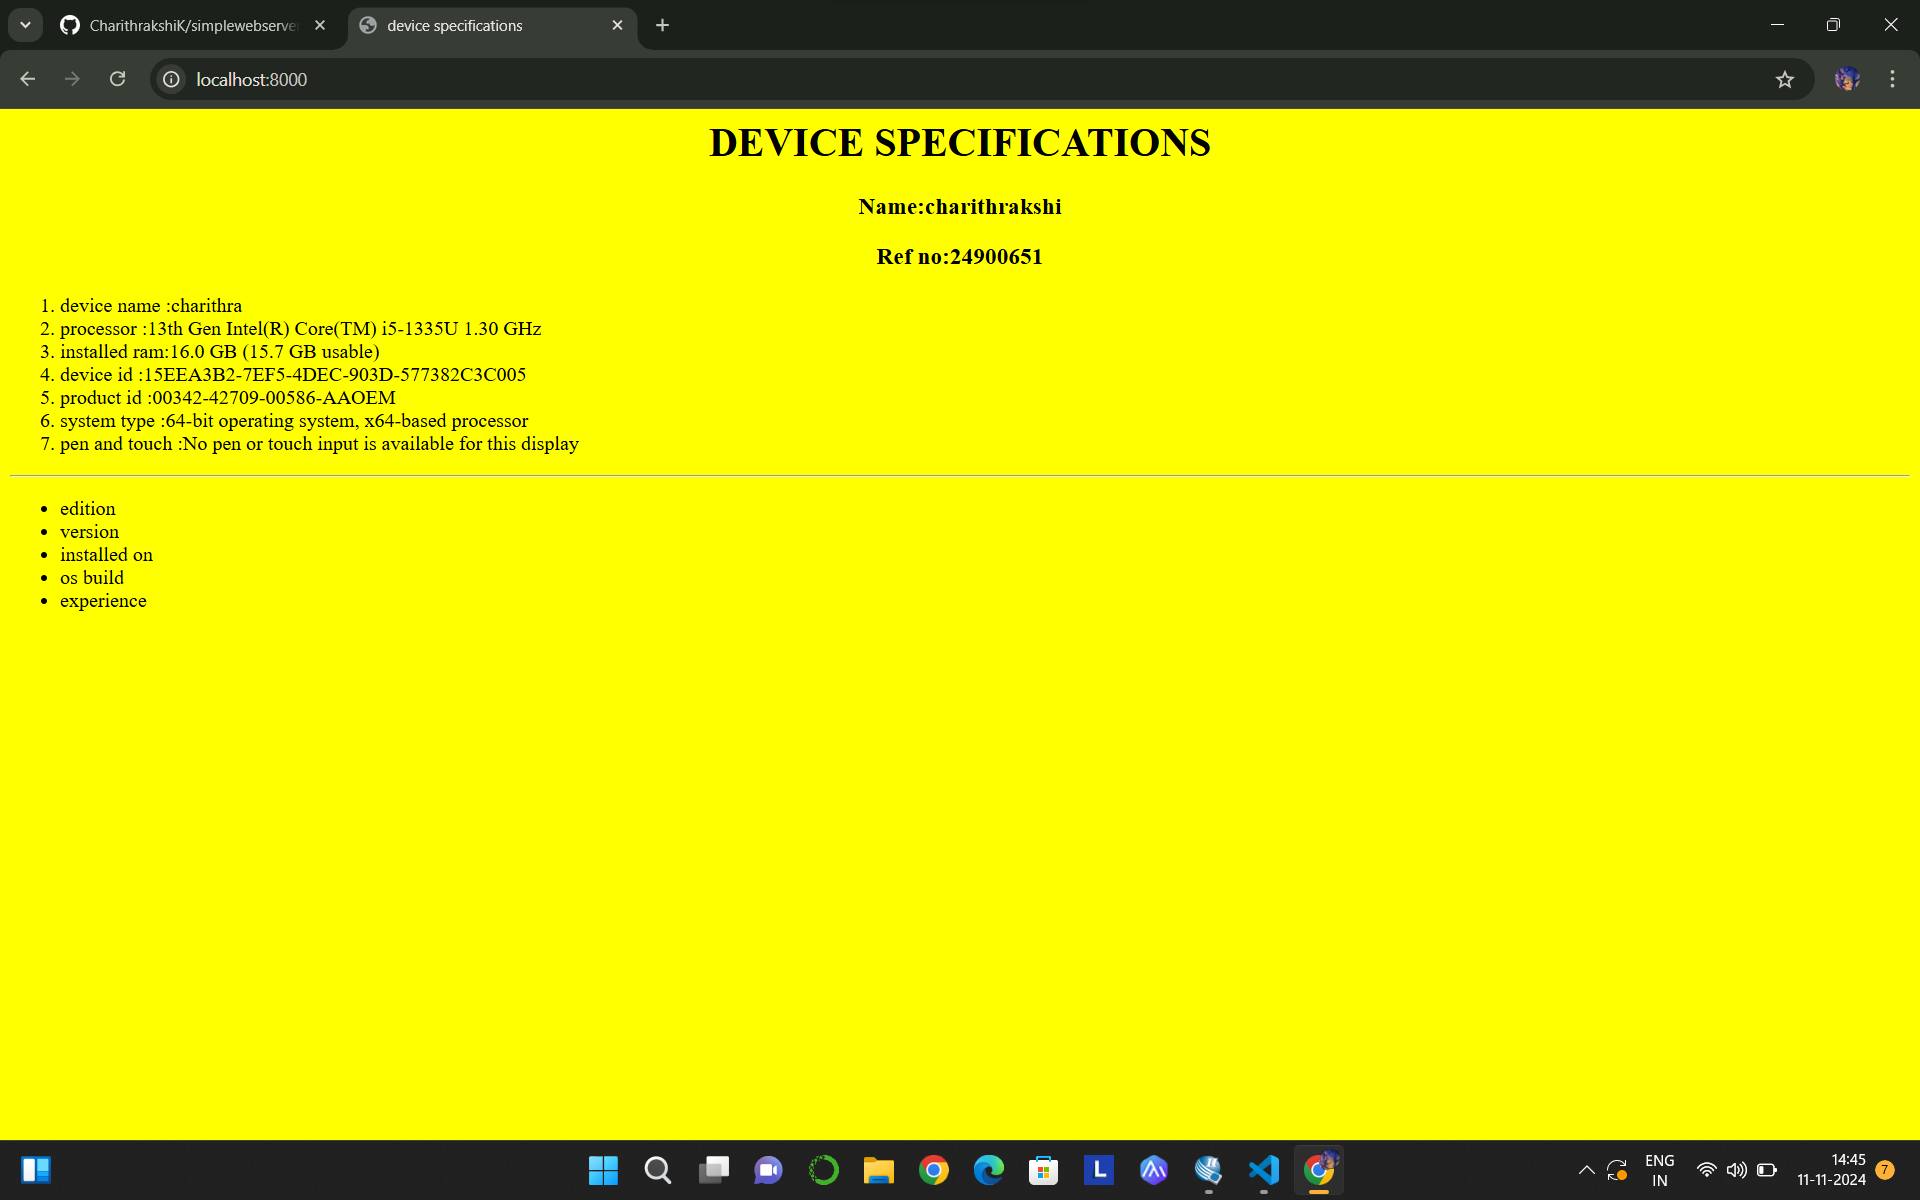 CharithrakshiK/simplewebserver
device specifications
localhost:8000
DEVICE SPECIFICATIONS
Name:charithrakshi
Ref no:24900651
1. device name :charithra
2. processor :13th Gen Intel(R) Core(TM) i5-1335U 1.30 GHz
3. installed ram:16.0 GB (15.7 GB usable)
4. device id :15EEA3B2-7EF5-4DEC-903D-577382C3C005
5. product id :00342-42709-00586-AAOEM
6. system type :64-bit operating system, x64-based processor
7. pen and touch :No pen or touch input is available for this display
• edition
• version
• installed on
• os build
• experience
L
ENG
IN
14:45
11-11-2024
7